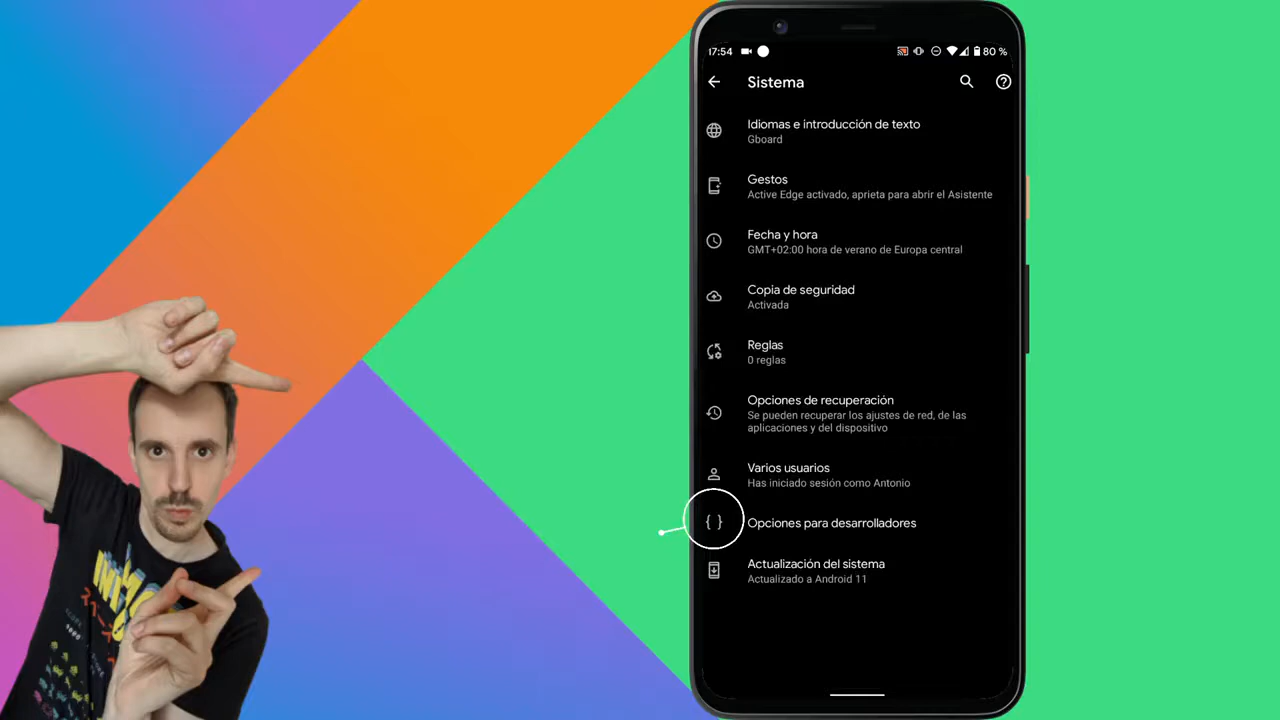 17:54
80 %
Sistema
Idiomas e introducción de texto
Gboard
Gestos
Active Edge activado, aprieta para abrir el Asistente
Fecha y hora
GMT+02:00 hora de verano de Europa central
Copia de seguridad
Activada
Reglas
0 reglas
Opciones de recuperación
Se pueden recuperar los ajustes de red, de las
aplicaciones y del dispositivo
Varios usuarios
Has iniciado sesión como Antonio
{ }
Opciones para desarrolladores
Actualización del sistema
Actualizado a Android 11